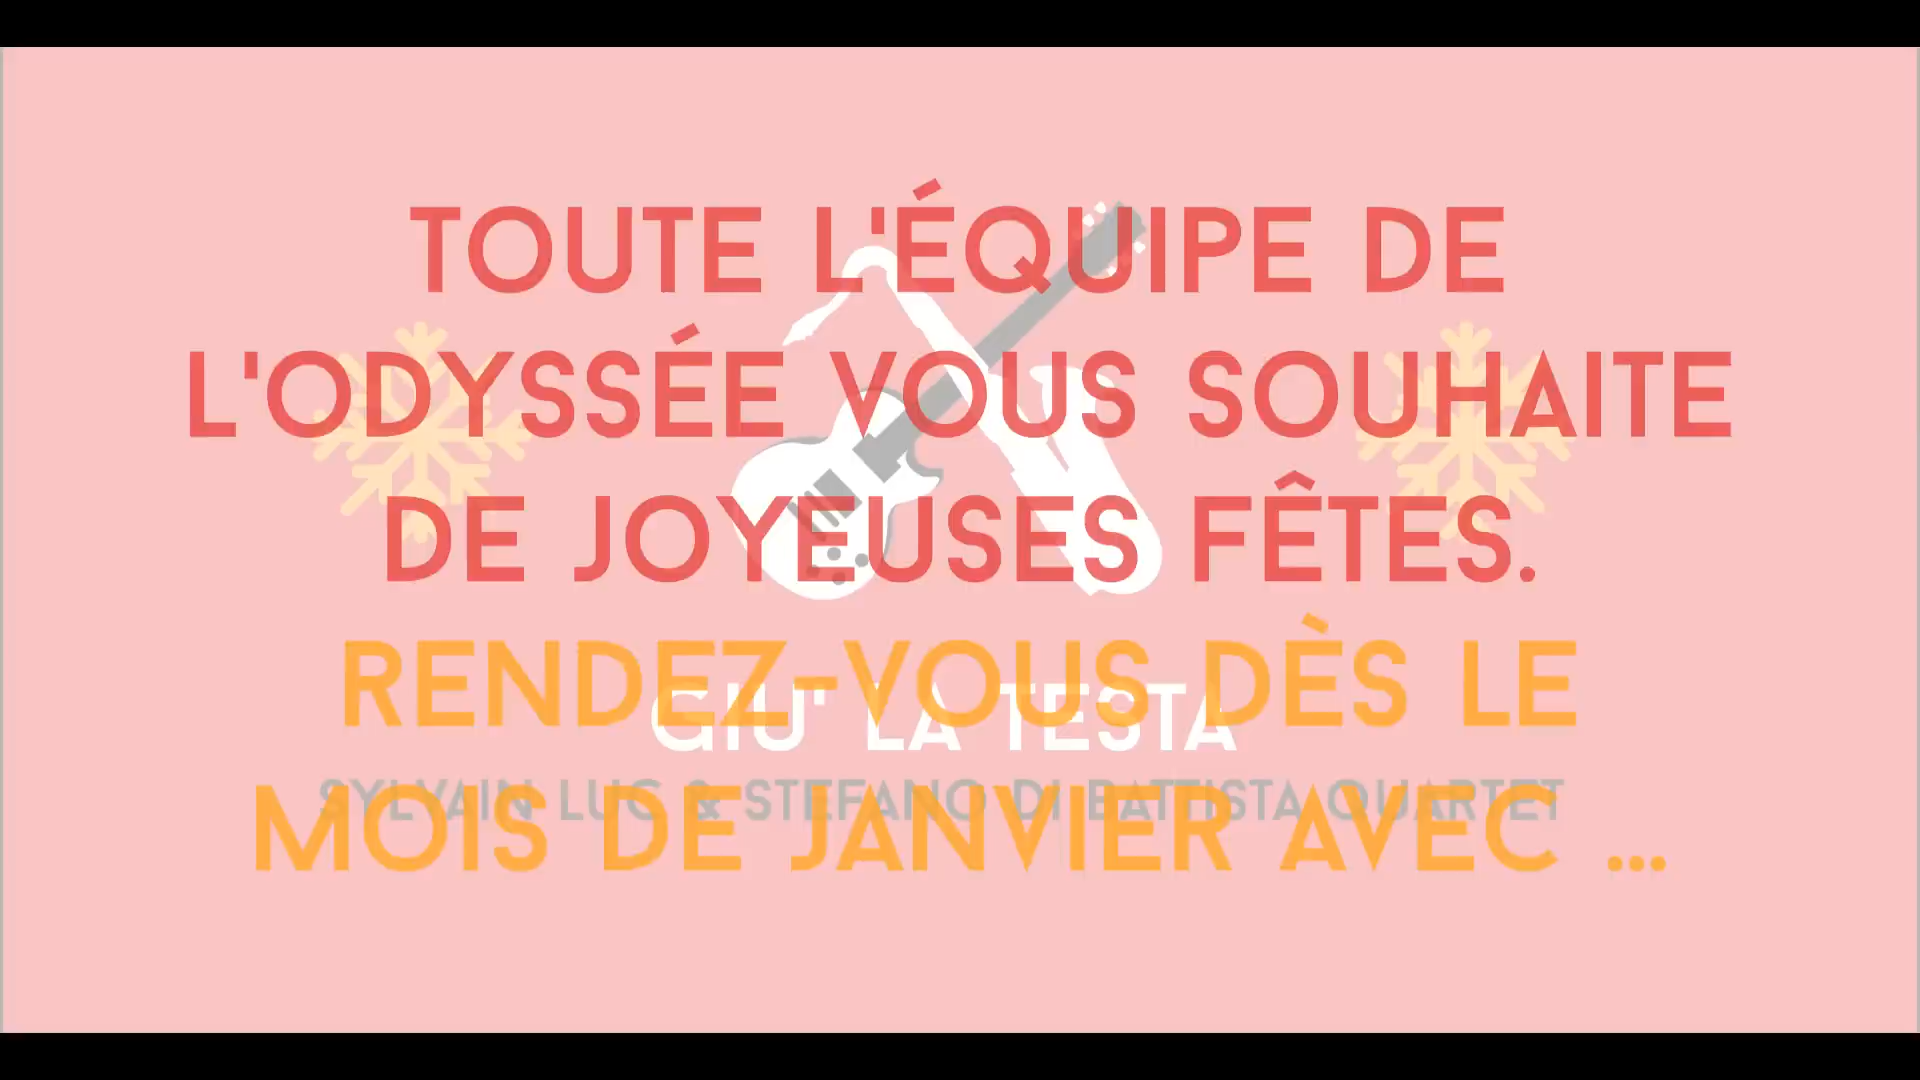 TOUTE L'ÉQUIPE DE
L'ODYSSÉE VOUS SOUHAITE
DE JOYEUSES FÊTES.
RENDEZ-VOUS DÈS LE
GIU' LA TESTA
SYLVAIN LUC & STEFANO DI BATTISTA QUARTET
MOIS DE JANVIER AVEC ...